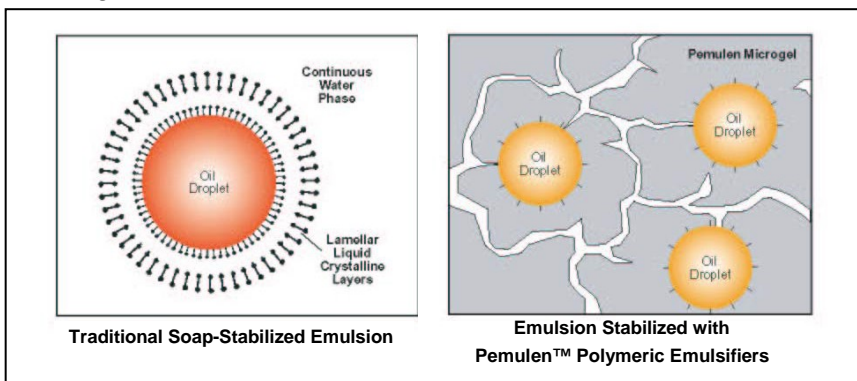 Continuous
Water
Phase
Oil
Droplet
Lamellar
Liquid
Crystalline
Layers
Traditional Soap-Stabilized Emulsion
Pemulen Microgel
Oil
Droplet
Oil
Droplet
Oil
Droplet
Emulsion Stabilized with
Pemulen™ Polymeric Emulsifiers